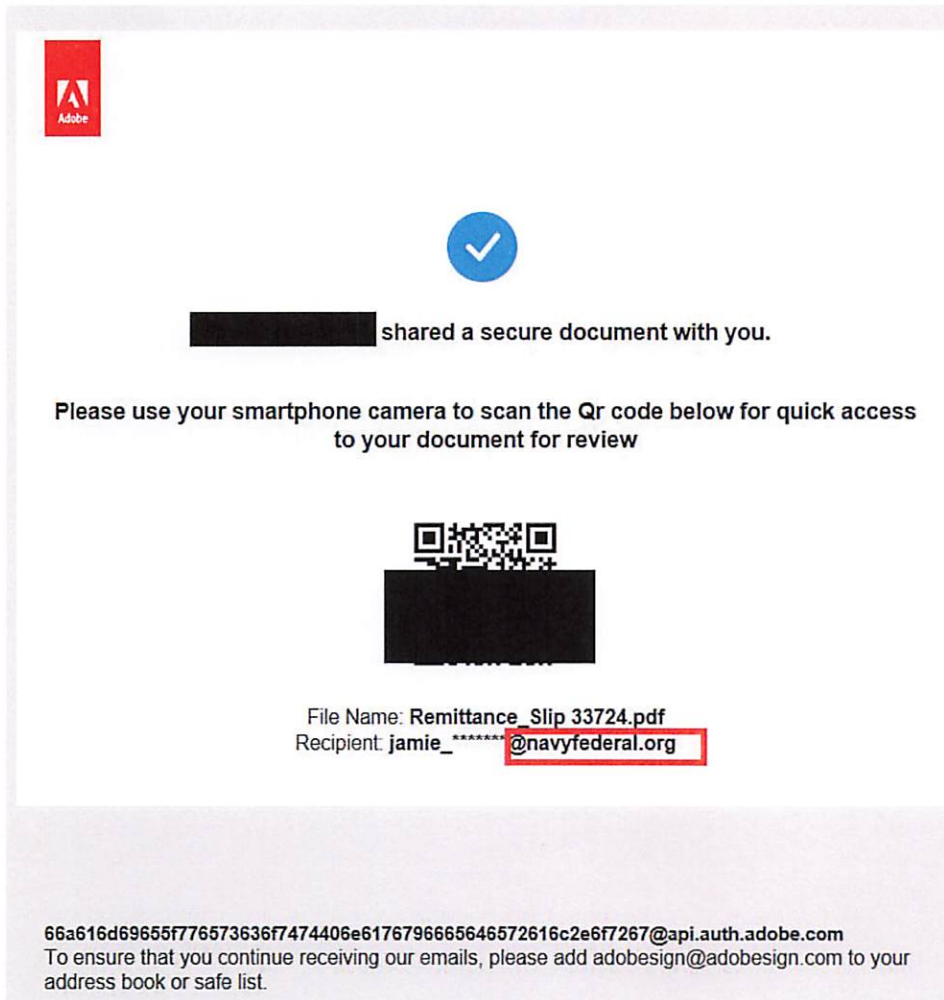 Adobe
shared a secure document with you.
Please use your smartphone camera to scan the Qr code below for quick access
to your document for review
File Name: Remittance_Slip 33724.pdf
Recipient: jamie_*******@navyfederal.org
66a616d69655f776573636f7474406e6176796665646572616c2e6f7267@api.auth.adobe.com
To ensure that you continue receiving our emails, please add adobesign@adobesign.com to your
address book or safe list.